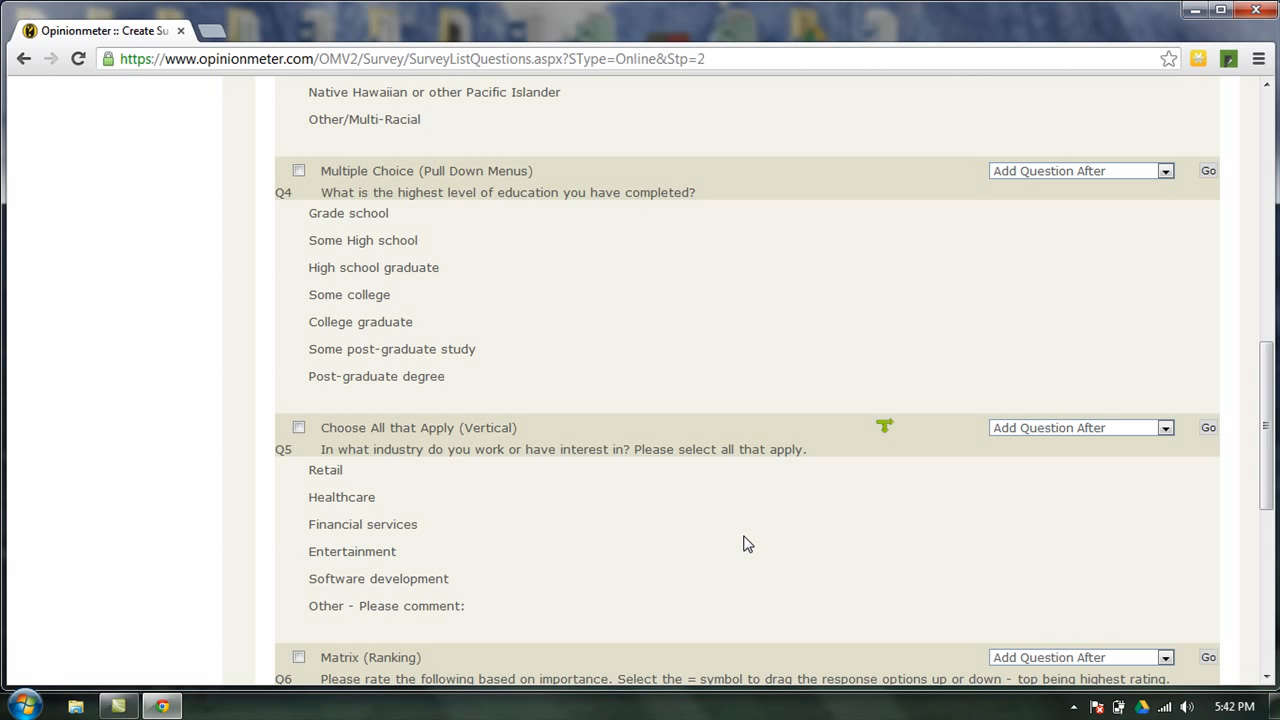 Opinionmeter :: Create Su
https://www.opinionmeter.com/OMV2/Survey/SurveyListQuestions.aspx?SType=Online&Stp=2
Native Hawaiian or other Pacific Islander
Other/Multi-Racial
Multiple Choice (Pull Down Menus)
Add Question After
Go
Q4 What is the highest level of education you have completed?
Grade school
Some High school
High school graduate
Some college
College graduate
Some post-graduate study
Post-graduate degree
Choose All that Apply (Vertical)
Add Question After
Go
Q5 In what industry do you work or have interest in? Please select all that apply.
Retail
Healthcare
Financial services
Entertainment
Software development
Other - Please comment:
Matrix (Ranking)
Add Question After
Go
Q6 Please rate the following based on importance. Select the = symbol to drag the response options up or down - top being highest rating.
5:42 PM